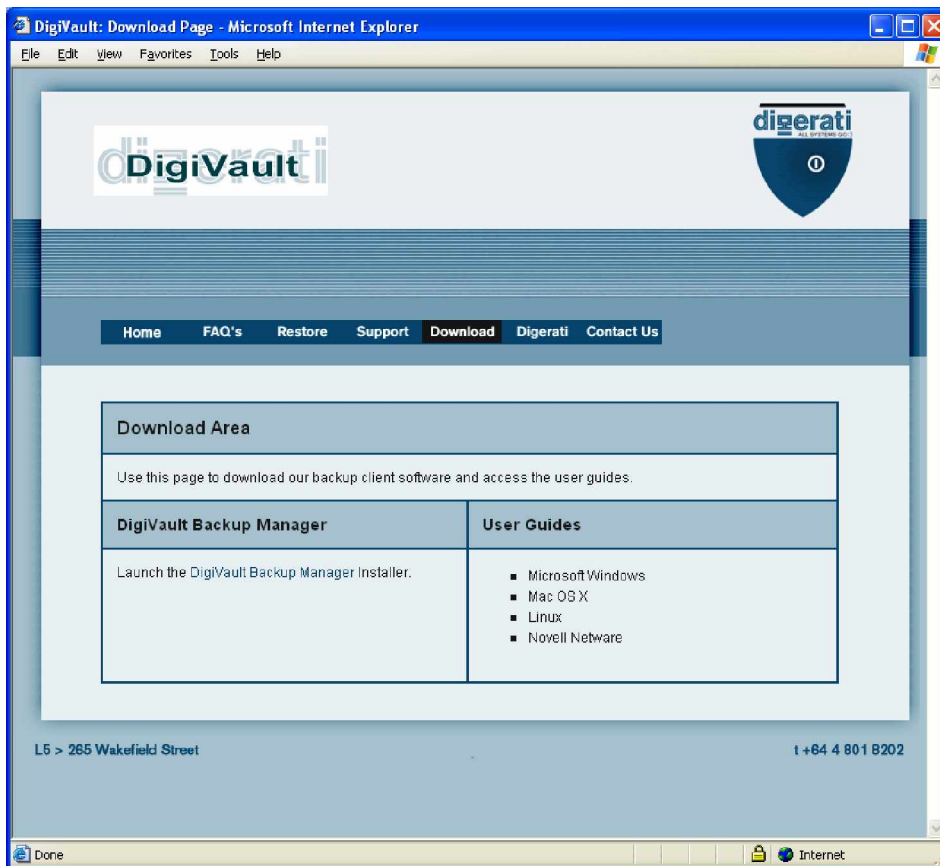 DigiVault: Download Page - Microsoft Internet Explorer
File Edit View Favorites Tools Help
digerati
DigiVault
digerati
ALL SYSTEMS GO
Home FAQ's Restore Support Download Digerati Contact Us
Download Area
Use this page to download our backup client software and access the user guides.
DigiVault Backup Manager
User Guides
Launch the DigiVault Backup Manager Installer.
Microsoft Windows
Mac OS X
Linux
Novell Netware
L5 > 265 Wakefield Street
t +64 4 801 8202
Done
Internet